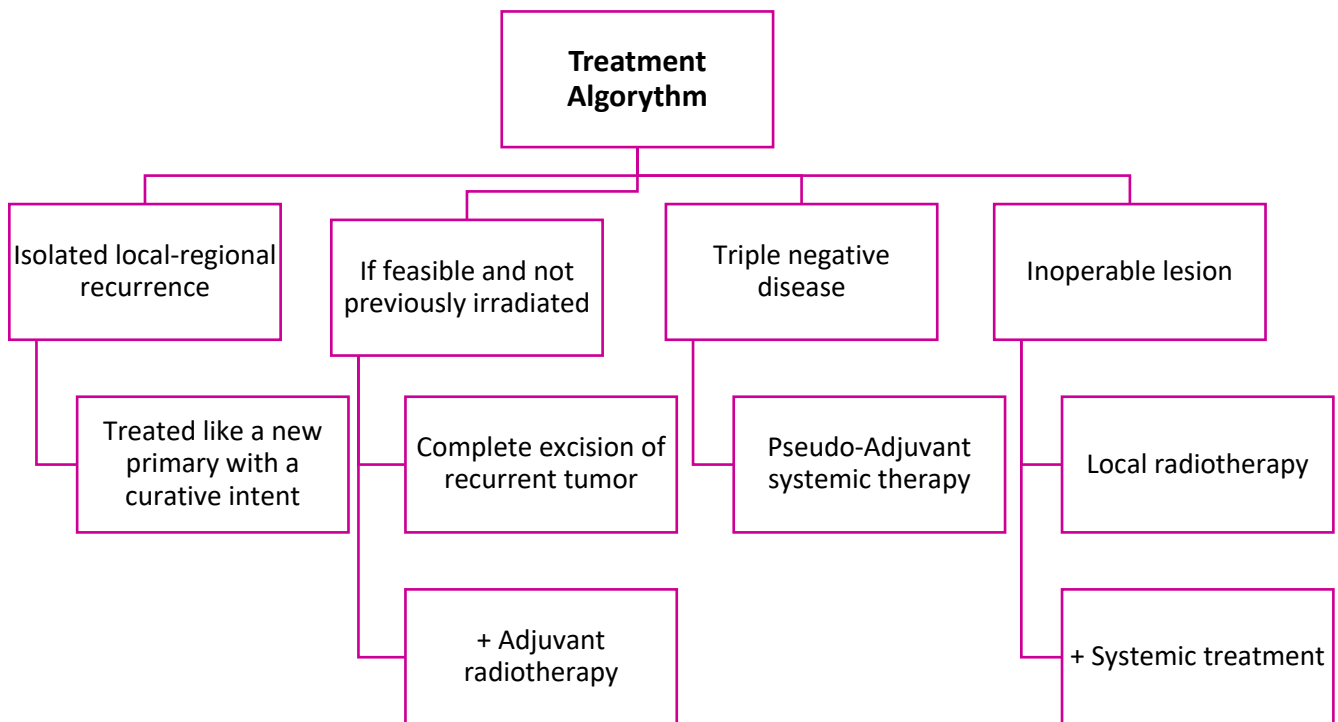 Treatment
Algorythm
Isolated local-regional
recurrence
If feasible and not
previously irradiated
Triple negative
disease
Inoperable lesion
Treated like a new
primary with a
curative intent
Complete excision of
recurrent tumor
Pseudo-Adjuvant
systemic therapy
Local radiotherapy
+ Adjuvant
radiotherapy
+ Systemic treatment